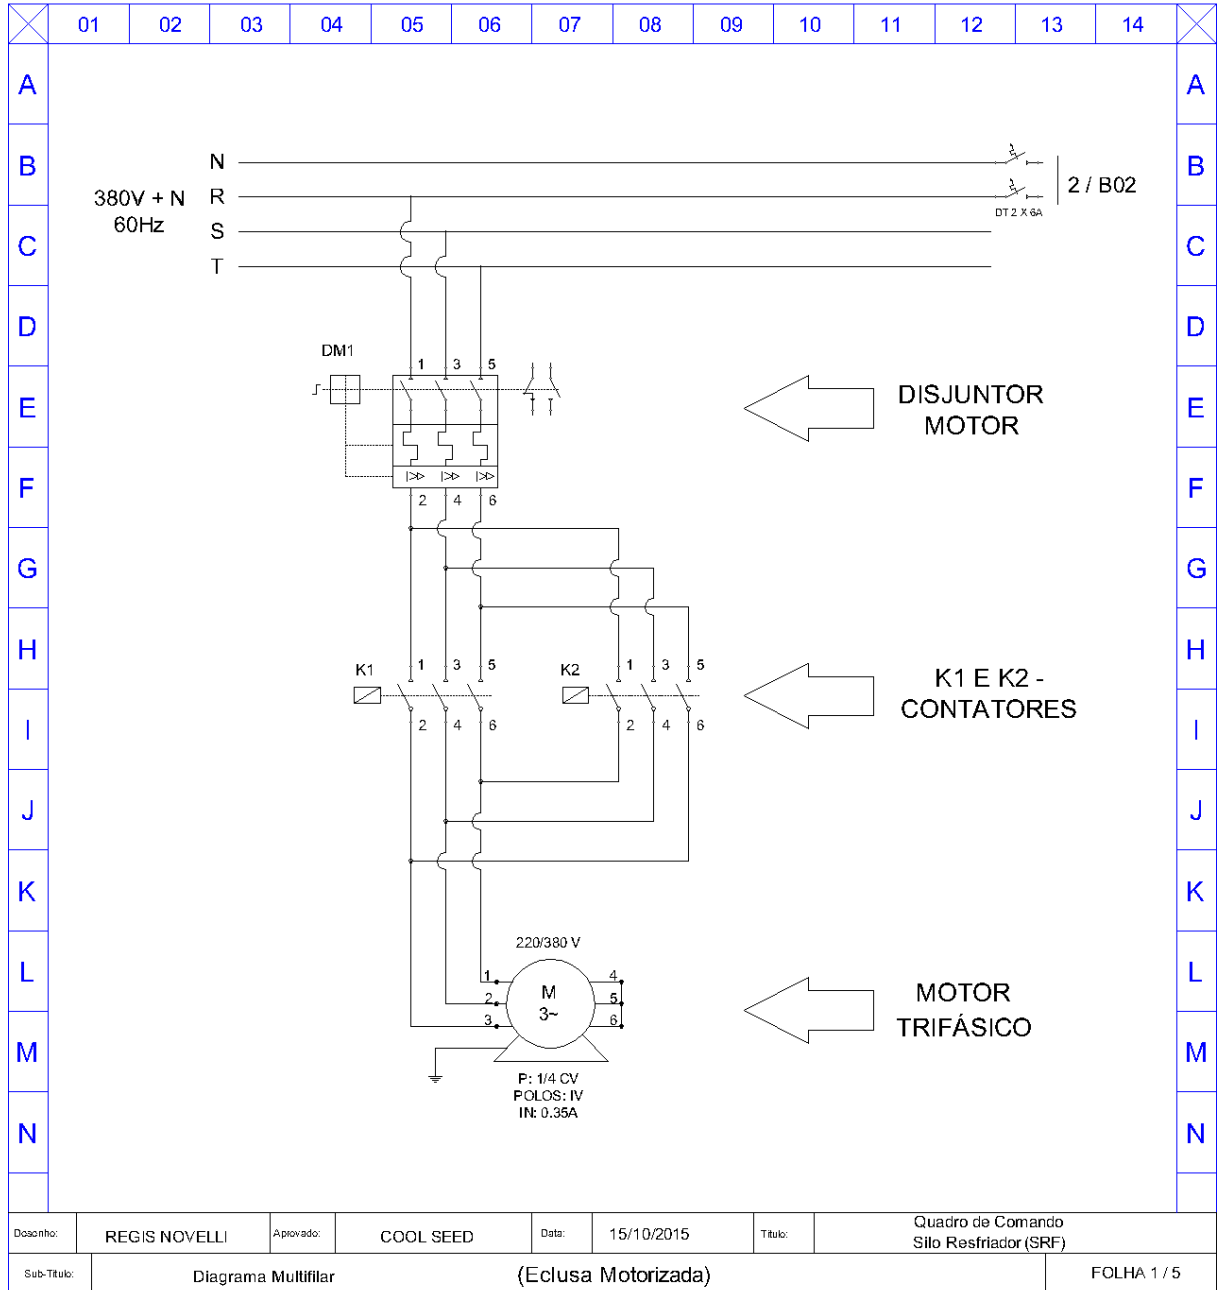 01 02 03 04 05 06 07 08 09 10 11 12 13 14
A A
B B
C C
D D
E E
F F
G G
H H
I I
J J
K K
L L
M M
N N
N
R
S
T
380V + N
60Hz
2 / B02
DT 2 X 6A
DM1
1 3 5
2 4 6
DISJUNTOR
MOTOR
K1
1 3 5
2 4 6
K2
1 3 5
2 4 6
K1 E K2 -
CONTATORES
220/380 V
1 4
2 5
3 6
M
3~
P: 1/4 CV
POLOS: IV
IN: 0.35A
MOTOR
TRIFÁSICO
Desenho: REGIS NOVELLI Aprovado: COOL SEED Data: 15/10/2015 Título: Quadro de Comando
Silo Resfriador (SRF)
Sub-Título: Diagrama Multifilar (Eclusa Motorizada) FOLHA 1 / 5